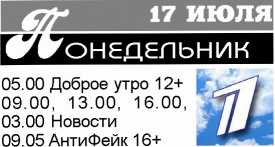 17 ИЮЛЯ
ПОНЕДЕЛЬНИК
05.00 Доброе утро 12+
09.00, 13.00, 16.00,
03.00 Новости
09.05 АнтиФейк 16+
1